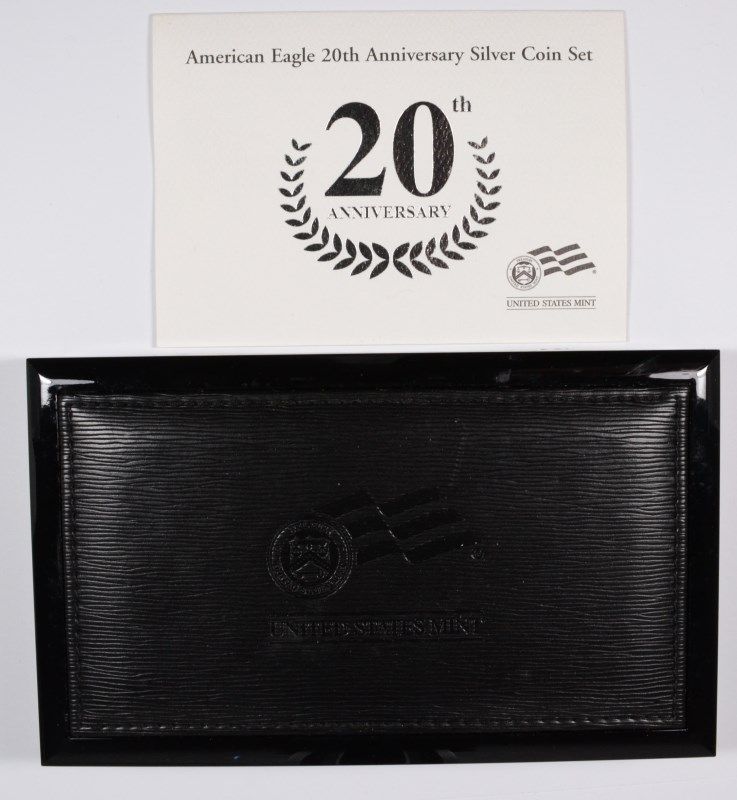 American Eagle 20th Anniversary Silver Coin Set
20th
ANNIVERSARY
®
UNITED STATES MINT
®
UNITED STATES MINT